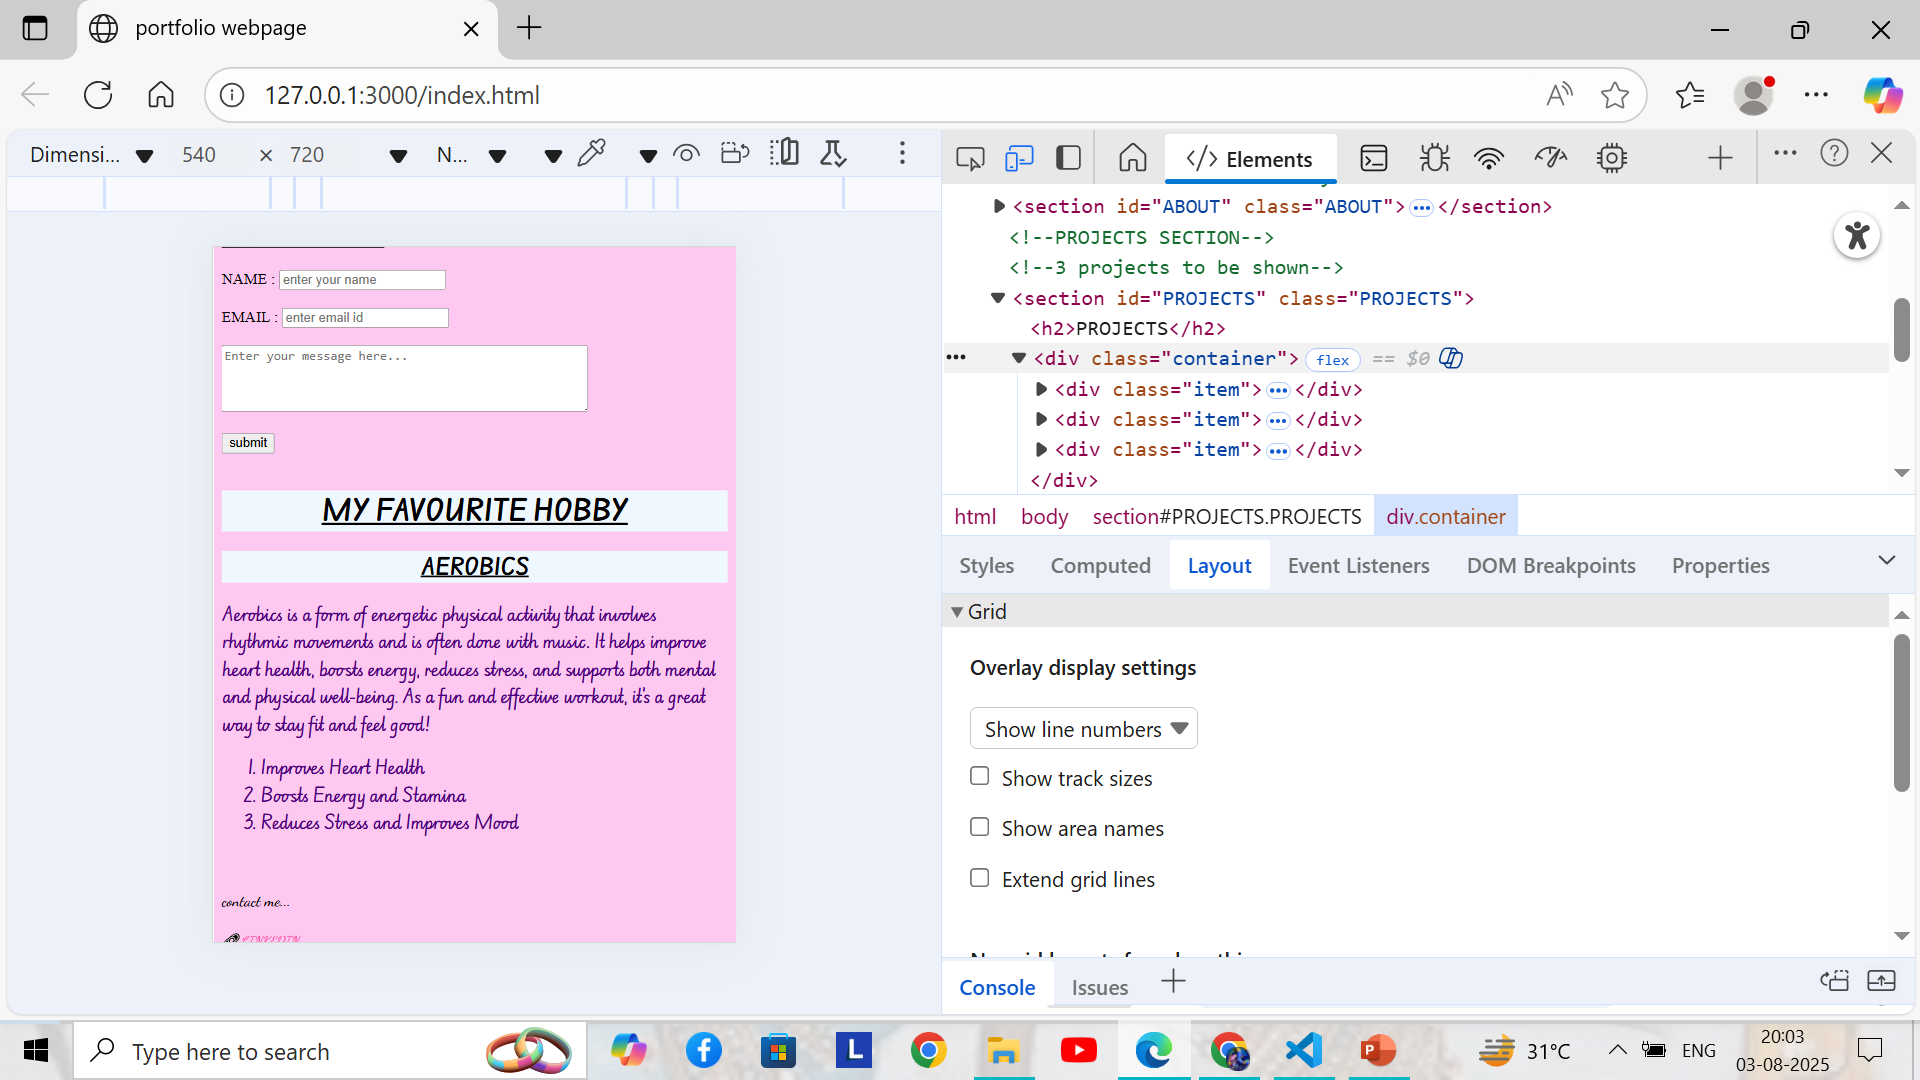 portfolio webpage
127.0.0.1:3000/index.html
Dimensi... 540 × 720 N...
Elements
<section id="ABOUT" class="ABOUT"> </section>
<!--PROJECTS SECTION-->
<!--3 projects to be shown-->
<section id="PROJECTS" class="PROJECTS">
<h2>PROJECTS</h2>
<div class="container"> flex == $0
<div class="item"> </div>
<div class="item"> </div>
<div class="item"> </div>
</div>
html body section#PROJECTS.PROJECTS div.container
Styles Computed Layout Event Listeners DOM Breakpoints Properties
Grid
Overlay display settings
Show line numbers
Show track sizes
Show area names
Extend grid lines
Console Issues
NAME : enter your name
EMAIL : enter email id
Enter your message here...
submit
MY FAVOURITE HOBBY
AEROBICS
Aerobics is a form of energetic physical activity that involves
rhythmic movements and is often done with music. It helps improve
heart health, boosts energy, reduces stress, and supports both mental
and physical well-being. As a fun and effective workout, it's a great
way to stay fit and feel good!
1. Improves Heart Health
2. Boosts Energy and Stamina
3. Reduces Stress and Improves Mood
contact me...
Type here to search
L
31°C
ENG
20:03
03-08-2025